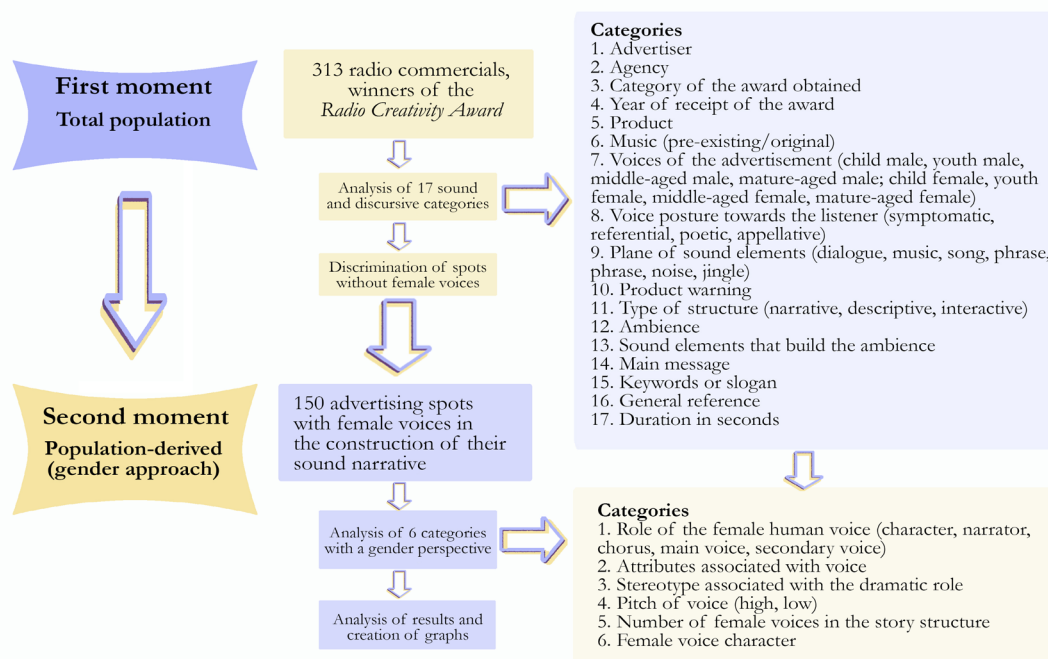 First moment
Total population
313 radio commercials,
winners of the
Radio Creativity Award
Analysis of 17 sound
and discursive categories
Discrimination of spots
without female voices
Categories
1. Advertiser
2. Agency
3. Category of the award obtained
4. Year of receipt of the award
5. Product
6. Music (pre-existing/original)
7. Voices of the advertisement (child male, youth male,
middle-aged male, mature-aged male; child female, youth
female, middle-aged female, mature-aged female)
8. Voice posture towards the listener (symptomatic,
referential, poetic, appellative)
9. Plane of sound elements (dialogue, music, song, phrase,
phrase, noise, jingle)
10. Product warning
11. Type of structure (narrative, descriptive, interactive)
12. Ambience
13. Sound elements that build the ambience
14. Main message
15. Keywords or slogan
16. General reference
17. Duration in seconds
Second moment
Population-derived
(gender approach)
150 advertising spots
with female voices in
the construction of their
sound narrative
Analysis of 6 categories
with a gender perspective
Analysis of results and
creation of graphs
Categories
1. Role of the female human voice (character, narrator,
chorus, main voice, secondary voice)
2. Attributes associated with voice
3. Stereotype associated with the dramatic role
4. Pitch of voice (high, low)
5. Number of female voices in the story structure
6. Female voice character